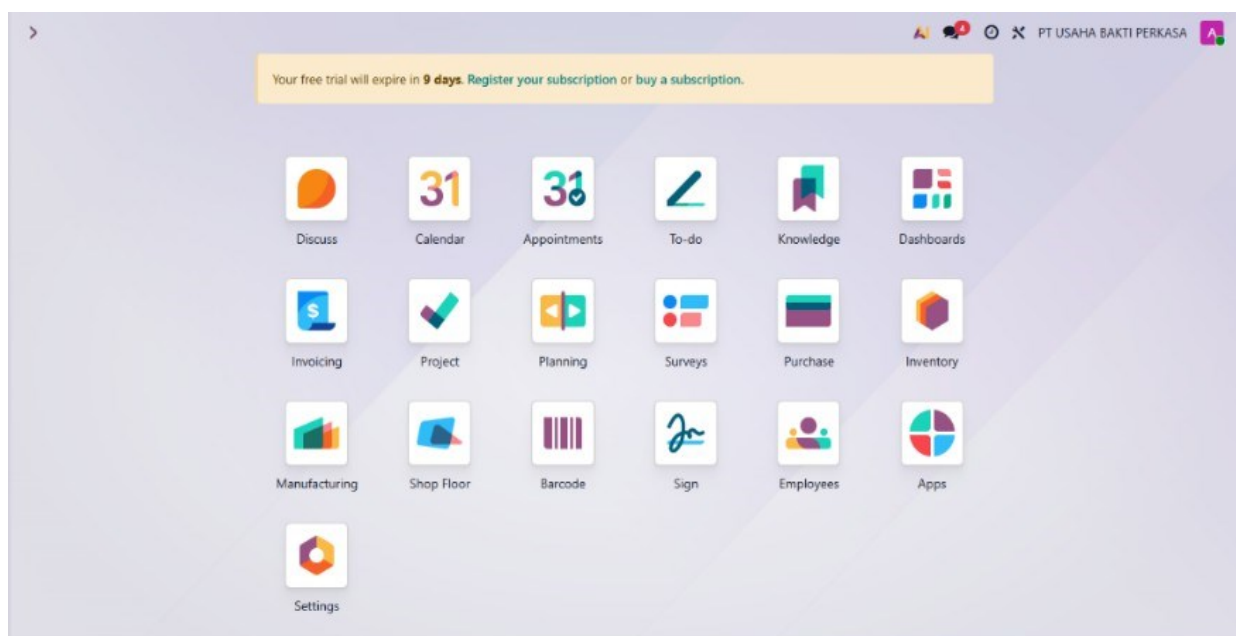 AI 4 PT USAHA BAKTI PERKASA A
Your free trial will expire in 9 days. Register your subscription or buy a subscription.
31 31
Discuss Calendar Appointments To-do Knowledge Dashboards
$
Invoicing Project Planning Surveys Purchase Inventory
Manufacturing Shop Floor Barcode Sign Employees Apps
Settings